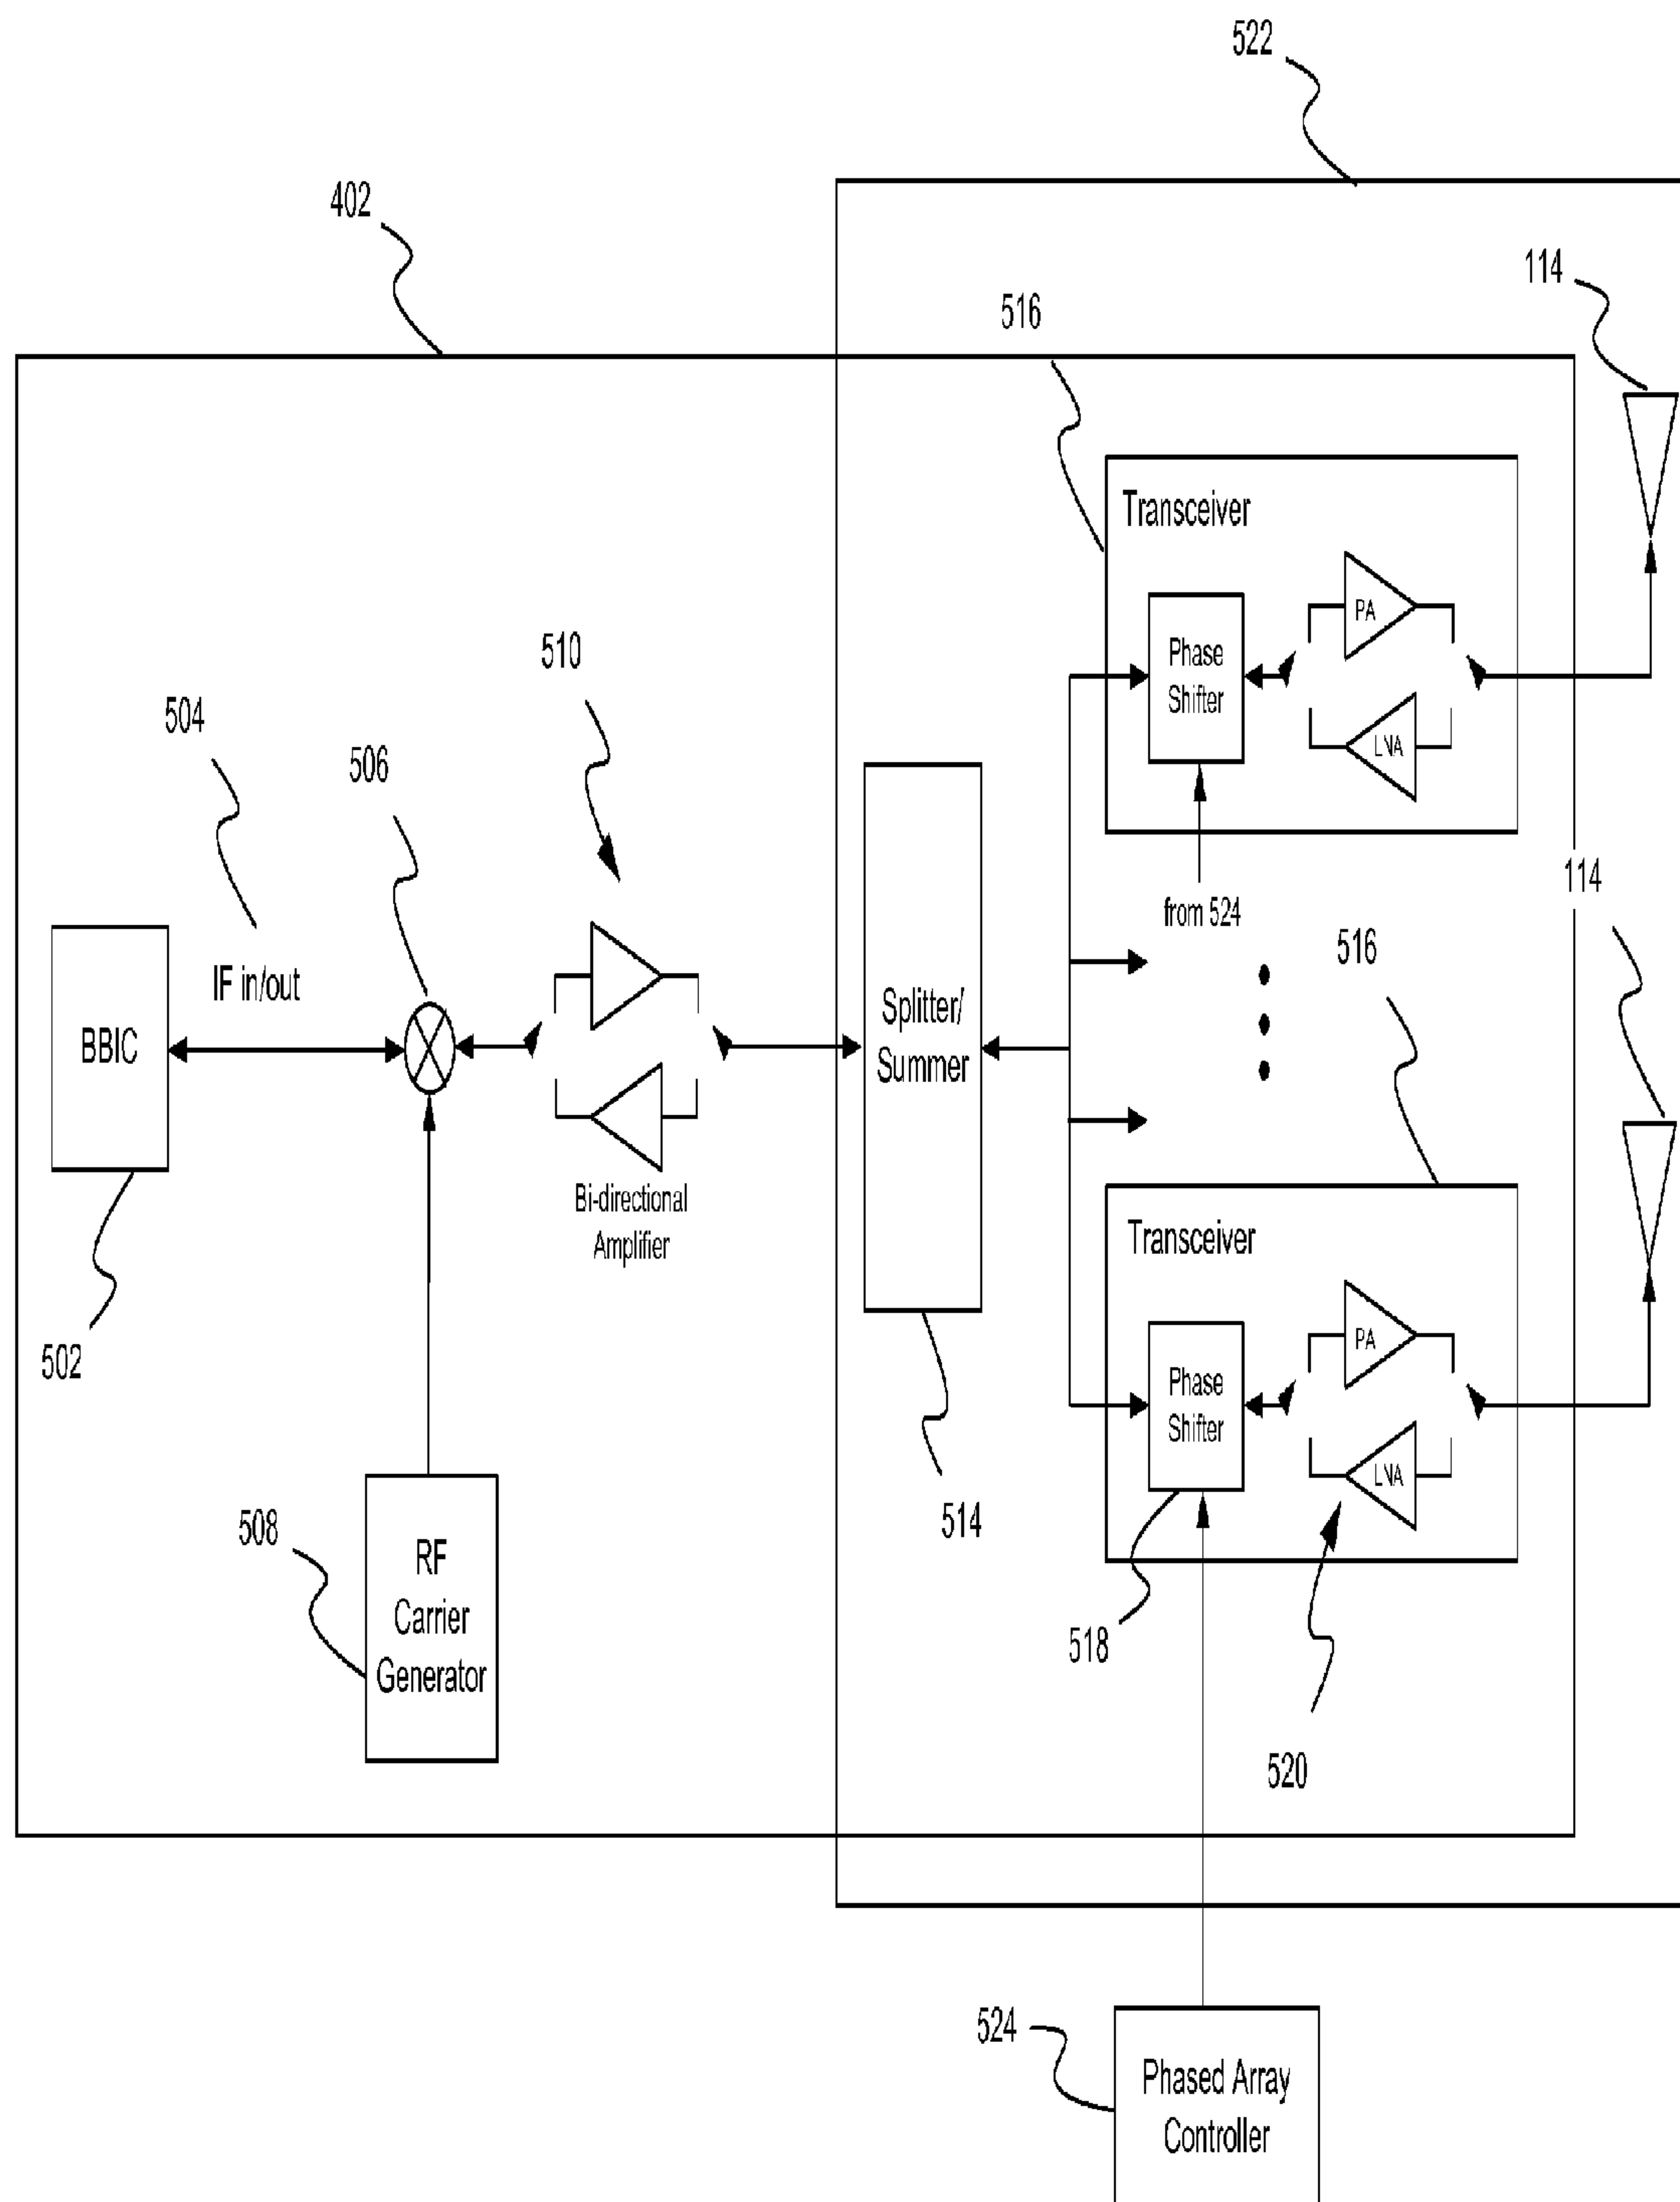 522
402
114
516
Transceiver
PA
Phase
Shifter
LNA
510
504
506
114
from 524
516
IF in/out
BBIC
Splitter/
Summer
Bi-directional
Amplifier
Transceiver
PA
Phase
Shifter
LNA
502
514
508
RF
Carrier
Generator
518
520
524
Phased Array
Controller